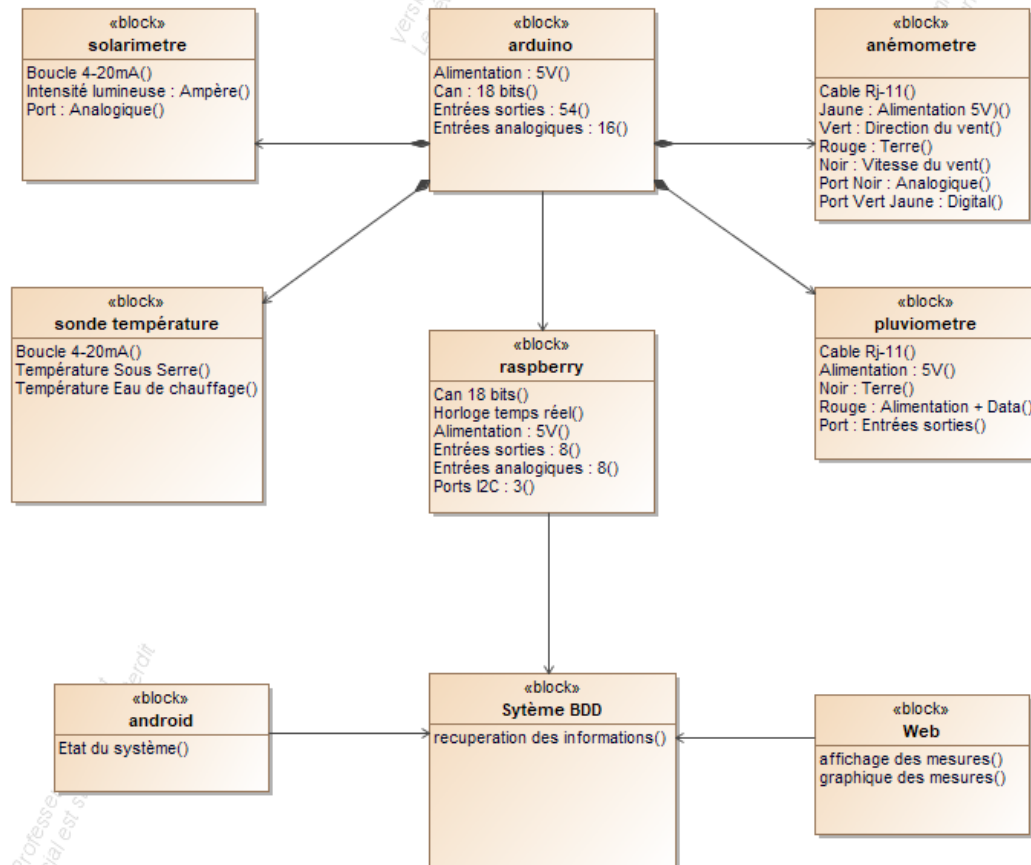 «block»
solarimetre
Boucle 4-20mA()
Intensité lumineuse : Ampère()
Port : Analogique()
«block»
arduino
Alimentation : 5V()
Can : 18 bits()
Entrées sorties : 54()
Entrées analogiques : 16()
«block»
anémometre
Cable Rj-11()
Jaune : Alimentation 5V)()
Vert : Direction du vent()
Rouge : Terre()
Noir : Vitesse du vent()
Port Noir : Analogique()
Port Vert Jaune : Digital()
«block»
sonde température
Boucle 4-20mA()
Température Sous Serre()
Température Eau de chauffage()
«block»
raspberry
Can 18 bits()
Horloge temps réel()
Alimentation : 5V()
Entrées sorties : 8()
Entrées analogiques : 8()
Ports I2C : 3()
«block»
pluviometre
Cable Rj-11()
Alimentation : 5V()
Noir : Terre()
Rouge : Alimentation + Data()
Port : Entrées sorties()
«block»
android
Etat du système()
«block»
Sytème BDD
recuperation des informations()
«block»
Web
affichage des mesures()
graphique des mesures()